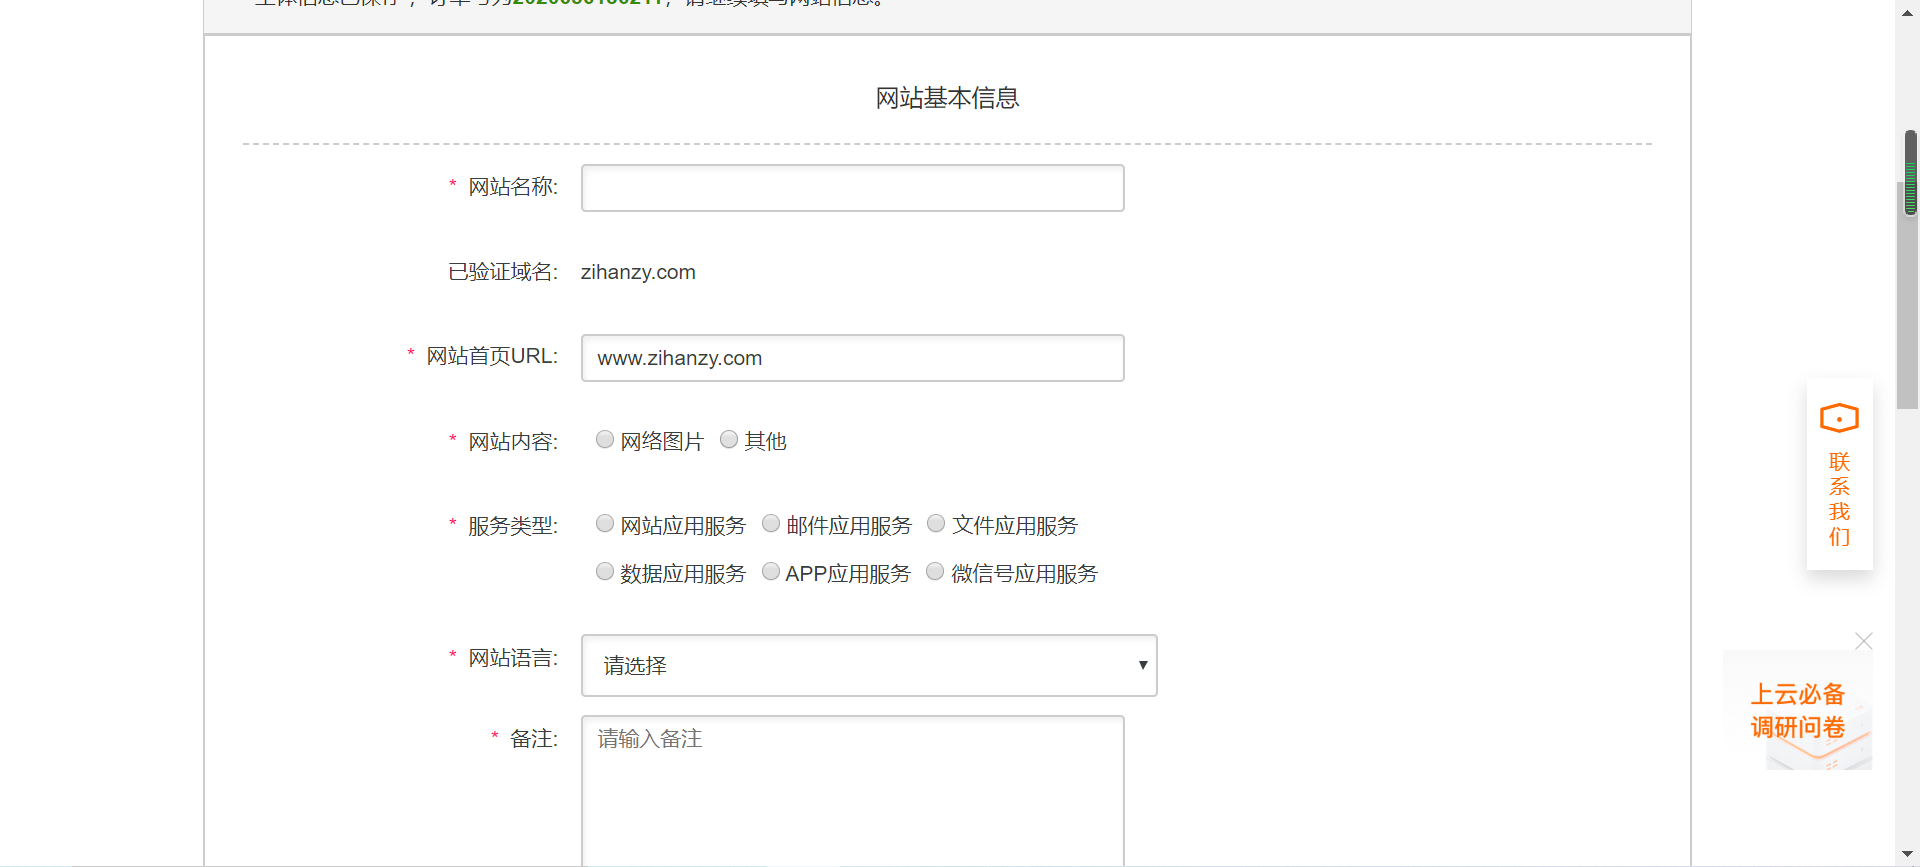 网站基本信息
* 网站名称:
已验证域名: zihanzy.com
* 网站首页URL: www.zihanzy.com
* 网站内容: 网络图片 其他
* 服务类型: 网站应用服务 邮件应用服务 文件应用服务
数据应用服务 APP应用服务 微信号应用服务
* 网站语言: 请选择
* 备注: 请输入备注
联系我们
上云必备
调研问卷